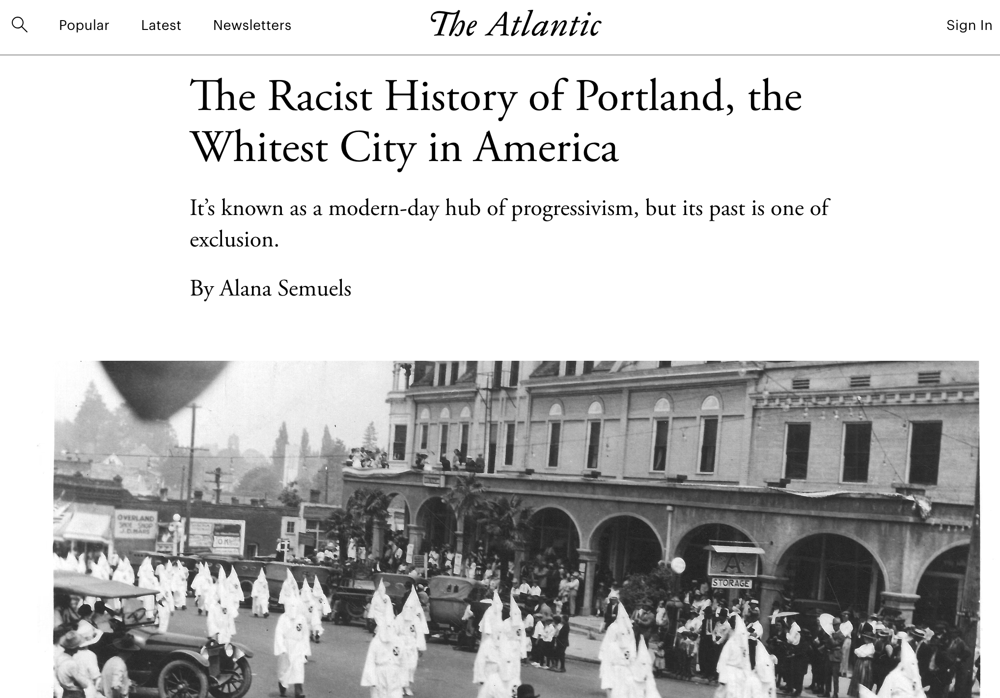 Popular
Latest
Newsletters
The Atlantic
Sign In
The Racist History of Portland, the
Whitest City in America
It’s known as a modern-day hub of progressivism, but its past is one of
exclusion.
By Alana Semuels
OVERLAND
SHOE SHOP
J.D.MARS
OK
A
STORAGE